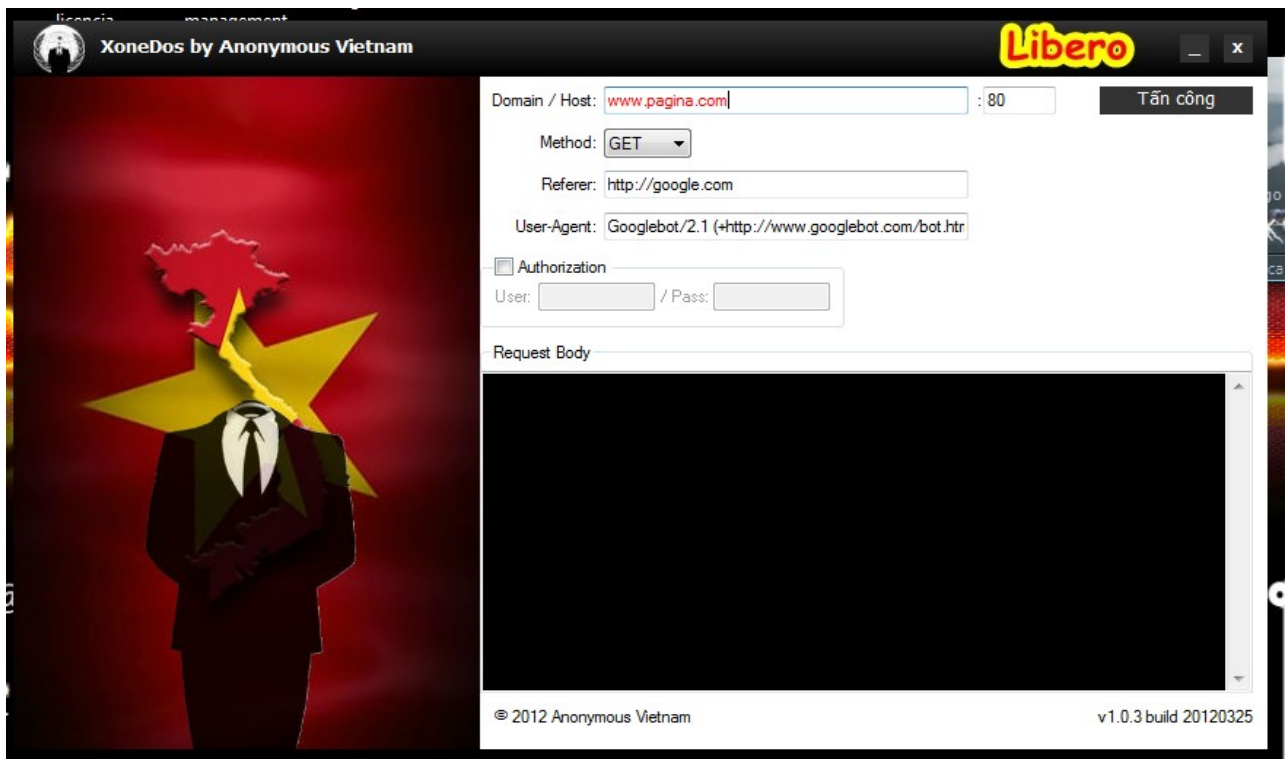 licencia management
XoneDos by Anonymous Vietnam
Libero
_ x
Domain / Host: www.pagina.com : 80 Tấn công
Method: GET
Referer: http://google.com
User-Agent: Googlebot/2.1 (+http://www.googlebot.com/bot.htr
Authorization
User: / Pass:
Request Body
© 2012 Anonymous Vietnam v1.0.3 build 20120325